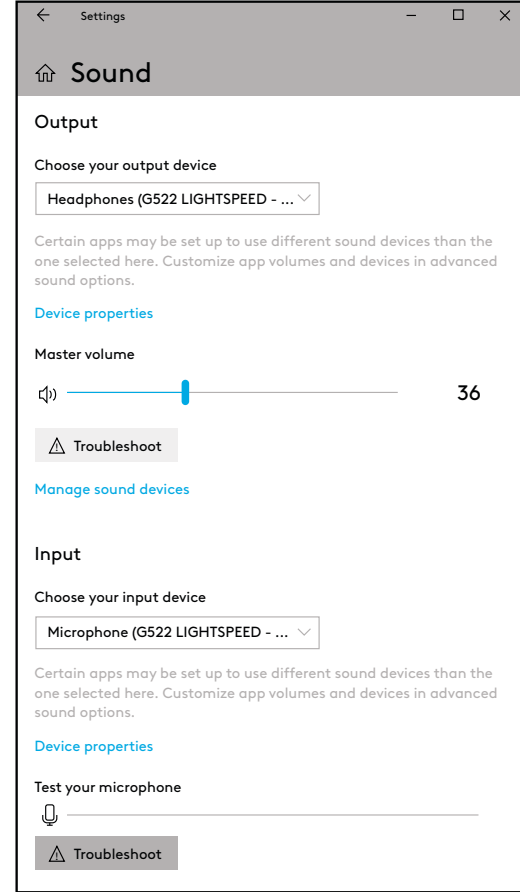 Settings
Sound
Output
Choose your output device
Headphones (G522 LIGHTSPEED - ...
Certain apps may be set up to use different sound devices than the
one selected here. Customize app volumes and devices in advanced
sound options.
Device properties
Master volume
36
Troubleshoot
Manage sound devices
Input
Choose your input device
Microphone (G522 LIGHTSPEED - ...
Certain apps may be set up to use different sound devices than the
one selected here. Customize app volumes and devices in advanced
sound options.
Device properties
Test your microphone
Troubleshoot